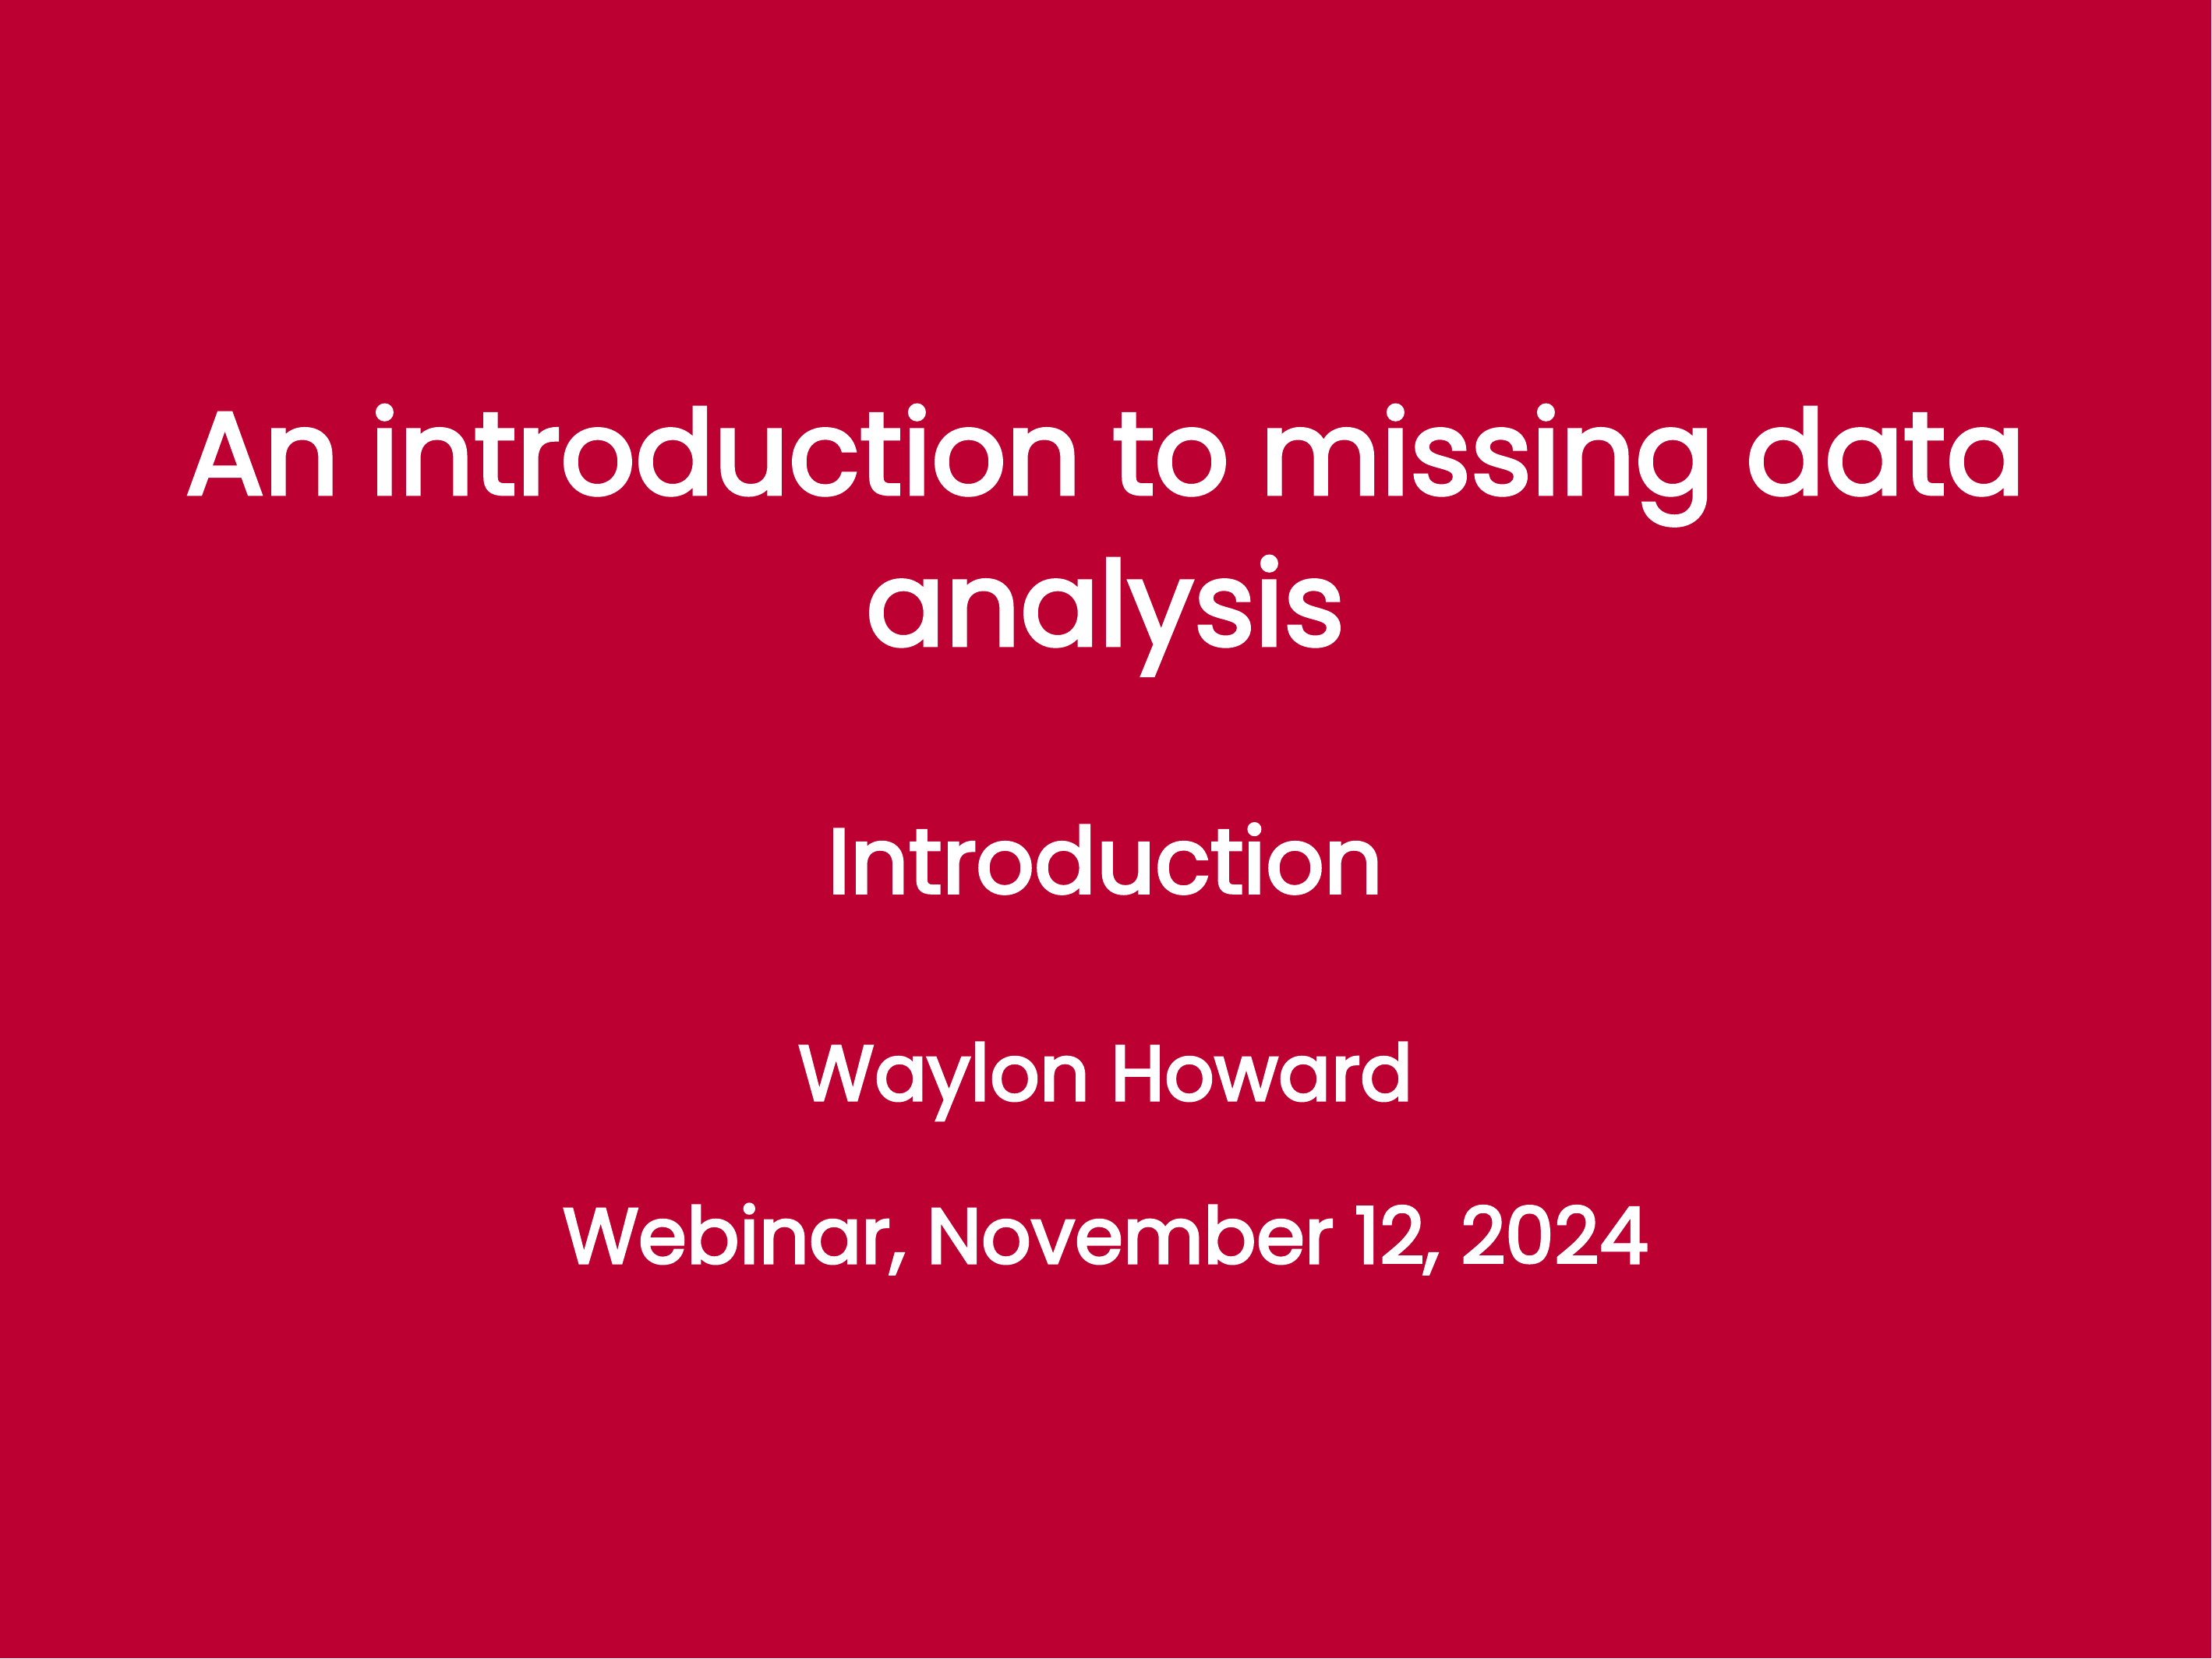 An introduction to missing data
analysis
Introduction
Waylon Howard
Webinar, November 12, 2024